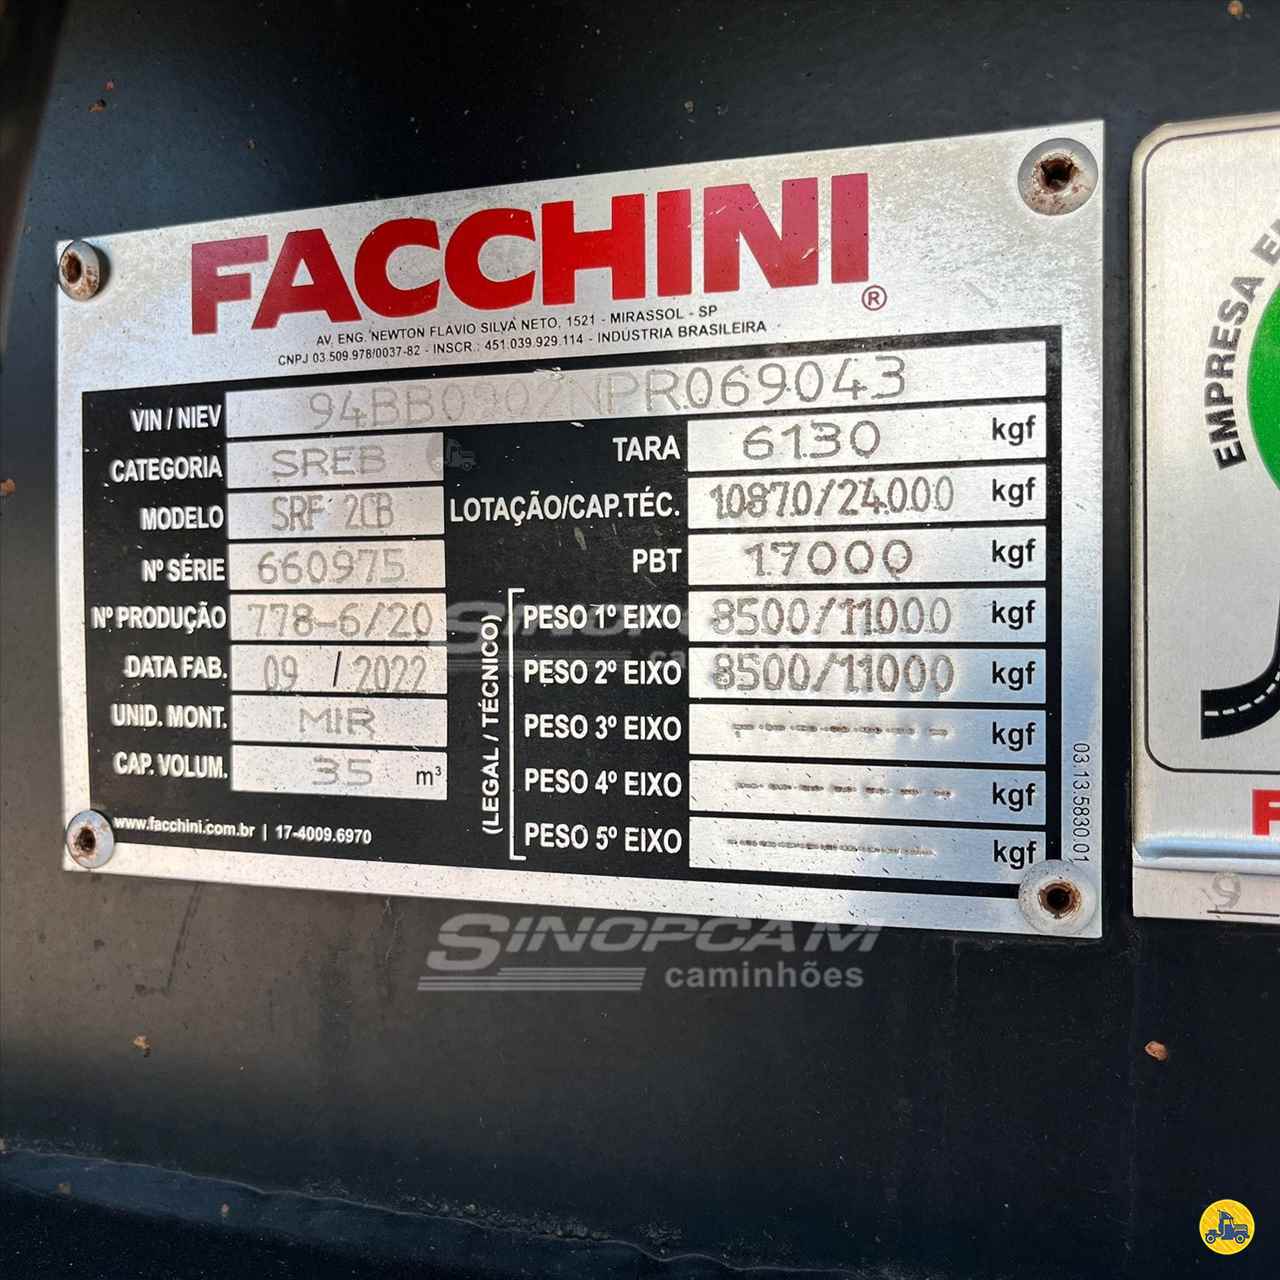 FACCHINI®
AV. ENG. NEWTON FLAVIO SILVA NETO, 1521 - MIRASSOL - SP
CNPJ 03.509.978/0037-82 - INSCR.: 451.039.929.114 - INDUSTRIA BRASILEIRA
VIN / NIEV 94BB0902NPR069043
CATEGORIA SREB
MODELO SRF 2CB
Nº SÉRIE 660975
Nº PRODUÇÃO 778-6/20
DATA FAB. 09 / 2022
UNID. MONT. MIR
CAP. VOLUM. 35 m³
www.facchini.com.br | 17-4009.6970
TARA 6130 kgf
LOTAÇÃO/CAP.TÉC. 10870/24000 kgf
PBT 17000 kgf
(LEGAL / TÉCNICO)
PESO 1º EIXO 8500/11000 kgf
PESO 2º EIXO 8500/11000 kgf
PESO 3º EIXO -------- kgf
PESO 4º EIXO -------- kgf
PESO 5º EIXO -------- kgf
03.13.5830.01
EMPRESA
9
SINOPCAM
caminhões